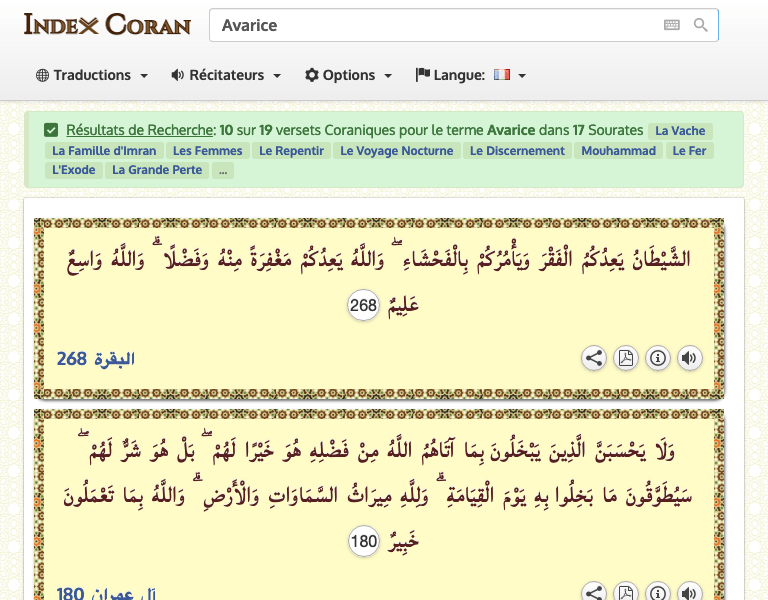 INDEX CORAN
Avarice
Traductions
Récitateurs
Options
Langue:
Résultats de Recherche: 10 sur 19 versets Coraniques pour le terme Avarice dans 17 Sourates La Vache
La Famille d'Imran Les Femmes Le Repentir Le Voyage Nocturne Le Discernement Mouhammad Le Fer
L'Exode La Grande Perte ...
الشَّيْطَانُ يَعِدُكُمُ الْفَقْرَ وَيَأْمُرُكُمْ بِالْفَحْشَاءِ ۖ وَاللَّهُ يَعِدُكُمْ مَغْفِرَةً مِنْهُ وَفَضْلًا ۗ وَاللَّهُ وَاسِعٌ
عَلِيمٌ 268
البقرة 268
وَلَا يَحْسَبَنَّ الَّذِينَ يَبْخَلُونَ بِمَا آتَاهُمُ اللَّهُ مِنْ فَضْلِهِ هُوَ خَيْرًا لَهُمْ ۖ بَلْ هُوَ شَرٌّ لَهُمْ ۖ
سَيُطَوَّقُونَ مَا بَخِلُوا بِهِ يَوْمَ الْقِيَامَةِ ۗ وَلِلَّهِ مِيرَاثُ السَّمَاوَاتِ وَالْأَرْضِ ۗ وَاللَّهُ بِمَا تَعْمَلُونَ
خَبِيرٌ 180
آل عمران 180